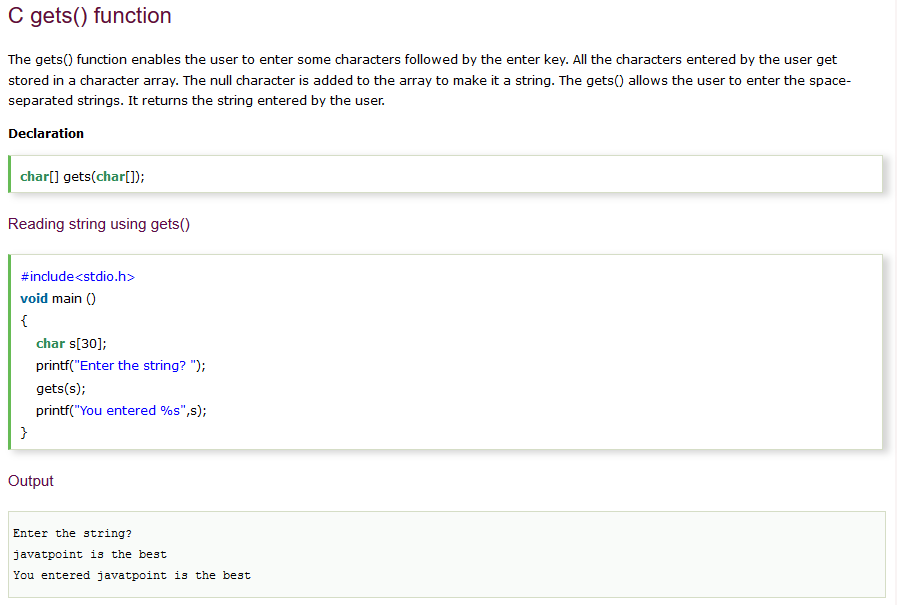 C gets() function
The gets() function enables the user to enter some characters followed by the enter key. All the characters entered by the user get
stored in a character array. The null character is added to the array to make it a string. The gets() allows the user to enter the space-
separated strings. It returns the string entered by the user.
Declaration
char[] gets(char[]);
Reading string using gets()
#include<stdio.h>
void main ()
{
    char s[30];
    printf("Enter the string? ");
    gets(s);
    printf("You entered %s",s);
}
Output
Enter the string?
javatpoint is the best
You entered javatpoint is the best